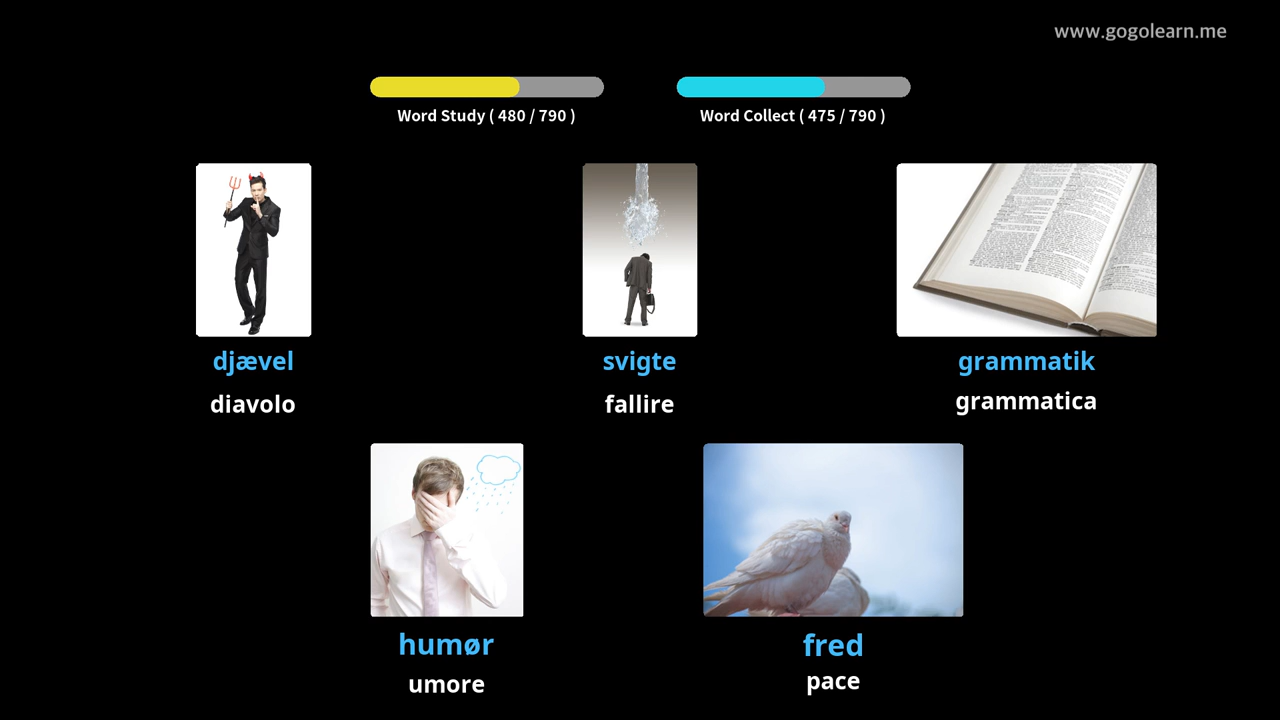 www.gogolearn.me
Word Study ( 480 / 790 )
Word Collect ( 475 / 790 )
djævel
svigte
grammatik
diavolo
fallire
grammatica
humør
fred
umore
pace